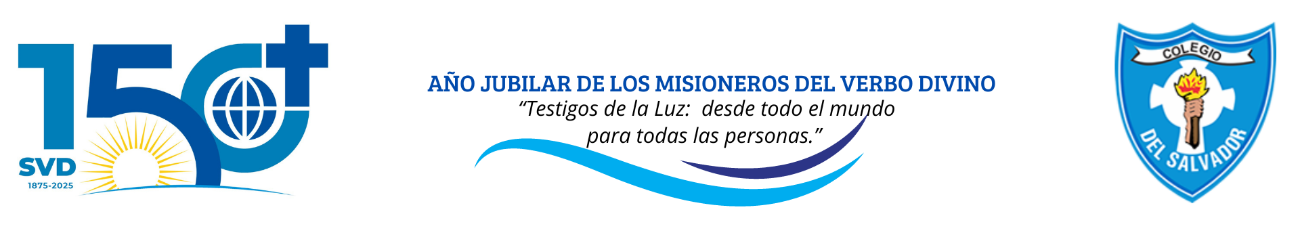 150
SVD
1875-2025
AÑO JUBILAR DE LOS MISIONEROS DEL VERBO DIVINO
“Testigos de la Luz: desde todo el mundo
para todas las personas.”
COLEGIO
DEL SALVADOR